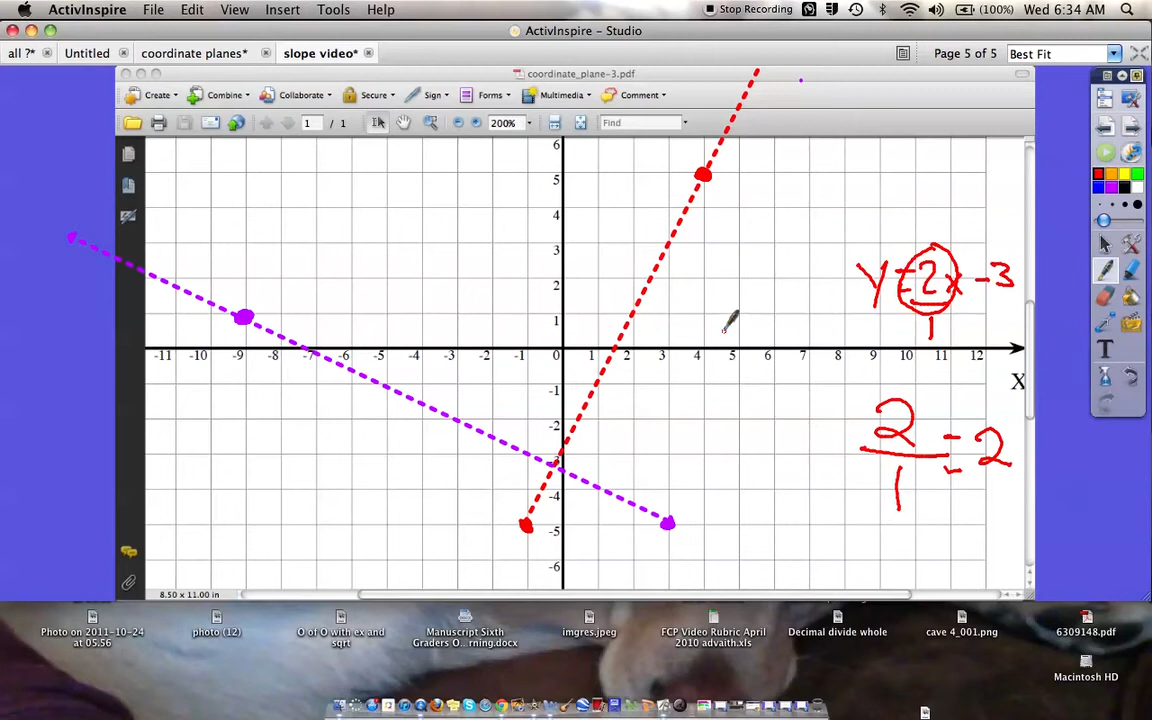 ActivInspire File Edit View Insert Tools Help Stop Recording (100%) Wed 6:34 AM
ActivInspire - Studio
all ?* Untitled coordinate planes* slope video* Page 5 of 5 Best Fit
coordinate_plane-3.pdf
Create Combine Collaborate Secure Sign Forms Multimedia Comment
1 / 1 200% Find
6
5
4
3
2
1
-11 -10 -9 -8 -7 -6 -5 -4 -3 -2 -1 0 1 2 3 4 5 6 7 8 9 10 11 12
X
-1
-2
-3
-4
-5
-6
y = 2x - 3
1
2
1
= 2
T
8.50 x 11.00 in
Photo on 2011-10-24 at 05.56
photo (12)
O of O with ex and sqrt
Manuscript Sixth Graders O...rning.docx
imgres.jpeg
FCP Video Rubric April 2010 advaith.xls
Decimal divide whole
cave 4_001.png
6309148.pdf
Macintosh HD